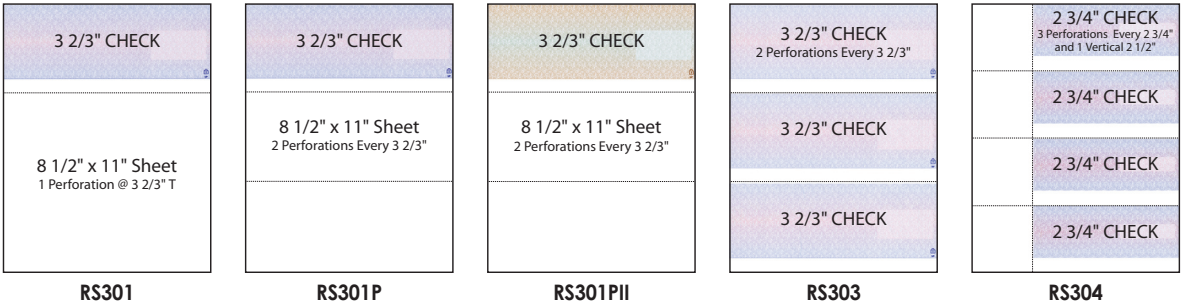 3 2/3" CHECK
8 1/2" x 11" Sheet
1 Perforation @ 3 2/3" T
RS301
3 2/3" CHECK
8 1/2" x 11" Sheet
2 Perforations Every 3 2/3"
RS301P
3 2/3" CHECK
8 1/2" x 11" Sheet
2 Perforations Every 3 2/3"
RS301PII
3 2/3" CHECK
2 Perforations Every 3 2/3"
3 2/3" CHECK
3 2/3" CHECK
RS303
2 3/4" CHECK
3 Perforations Every 2 3/4"
and 1 Vertical 2 1/2"
2 3/4" CHECK
2 3/4" CHECK
2 3/4" CHECK
RS304